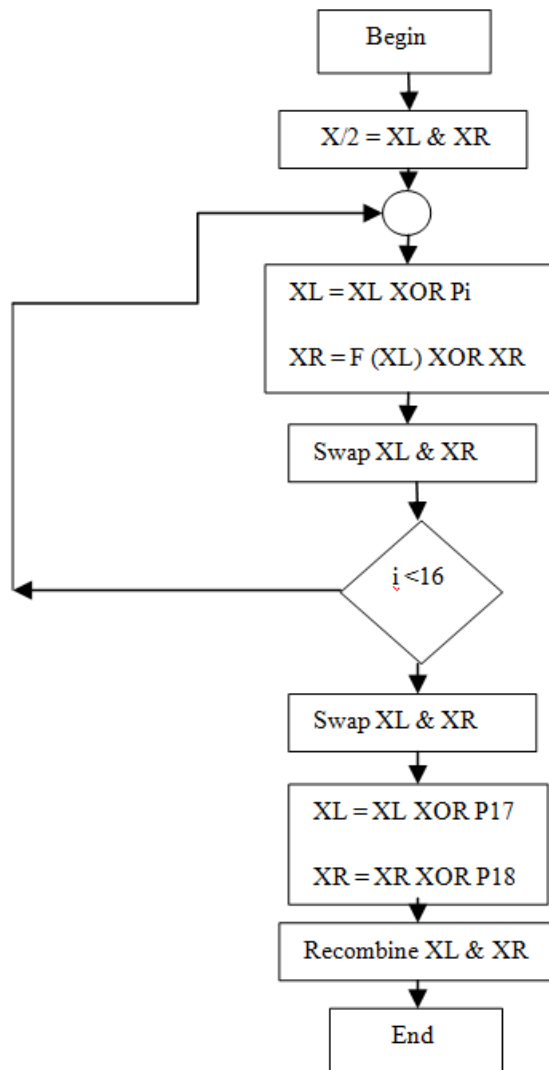 Begin
X/2 = XL & XR
XL = XL XOR Pi
XR = F (XL) XOR XR
Swap XL & XR
i <16
Swap XL & XR
XL = XL XOR P17
XR = XR XOR P18
Recombine XL & XR
End